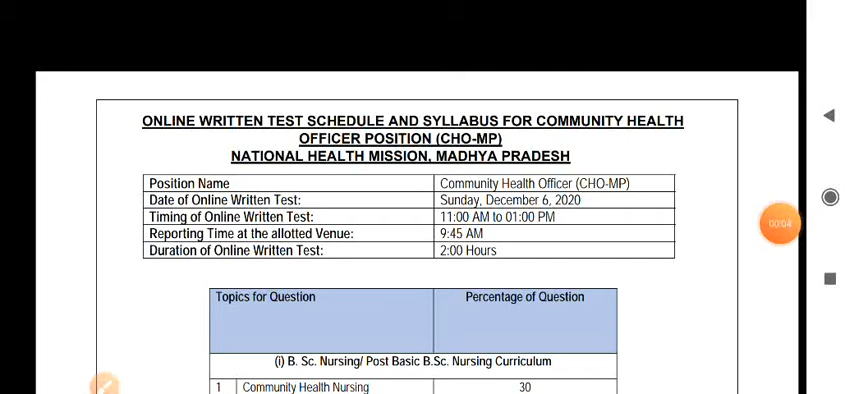 ONLINE WRITTEN TEST SCHEDULE AND SYLLABUS FOR COMMUNITY HEALTH
OFFICER POSITION (CHO-MP)
NATIONAL HEALTH MISSION, MADHYA PRADESH
Position Name Community Health Officer (CHO-MP)
Date of Online Written Test: Sunday, December 6, 2020
Timing of Online Written Test: 11:00 AM to 01:00 PM
Reporting Time at the allotted Venue: 9:45 AM
Duration of Online Written Test: 2:00 Hours
00:04
Topics for Question Percentage of Question
(i) B. Sc. Nursing/ Post Basic B.Sc. Nursing Curriculum
1 Community Health Nursing 30